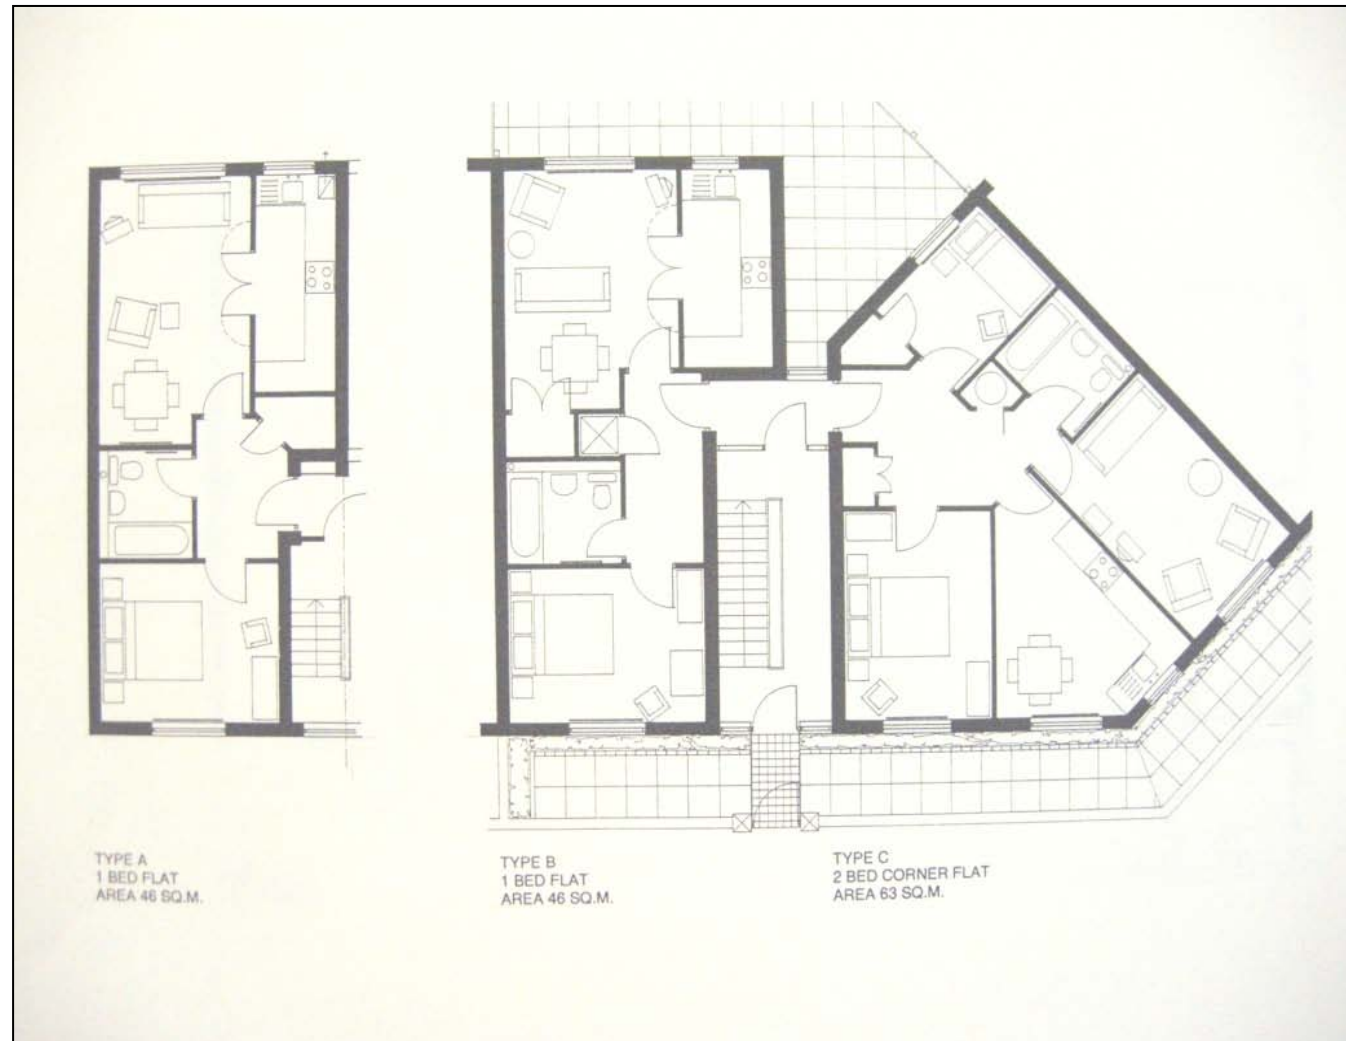 TYPE A
1 BED FLAT
AREA 46 SQ.M.
TYPE B
1 BED FLAT
AREA 46 SQ.M.
TYPE C
2 BED CORNER FLAT
AREA 63 SQ.M.